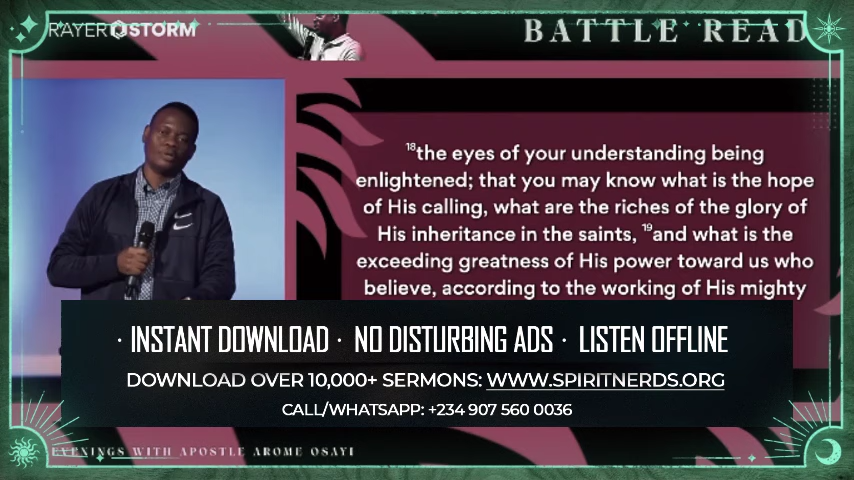 RAYER STORM
BATTLE READ
¹⁸the eyes of your understanding being
enlightened; that you may know what is the hope
of His calling, what are the riches of the glory of
His inheritance in the saints, ¹⁹and what is the
exceeding greatness of His power toward us who
believe, according to the working of His mighty
· INSTANT DOWNLOAD · NO DISTURBING ADS · LISTEN OFFLINE
DOWNLOAD OVER 10,000+ SERMONS: WWW.SPIRITNERDS.ORG
CALL/WHATSAPP: +234 907 560 0036
EVENINGS WITH APOSTLE AROME OSAYI